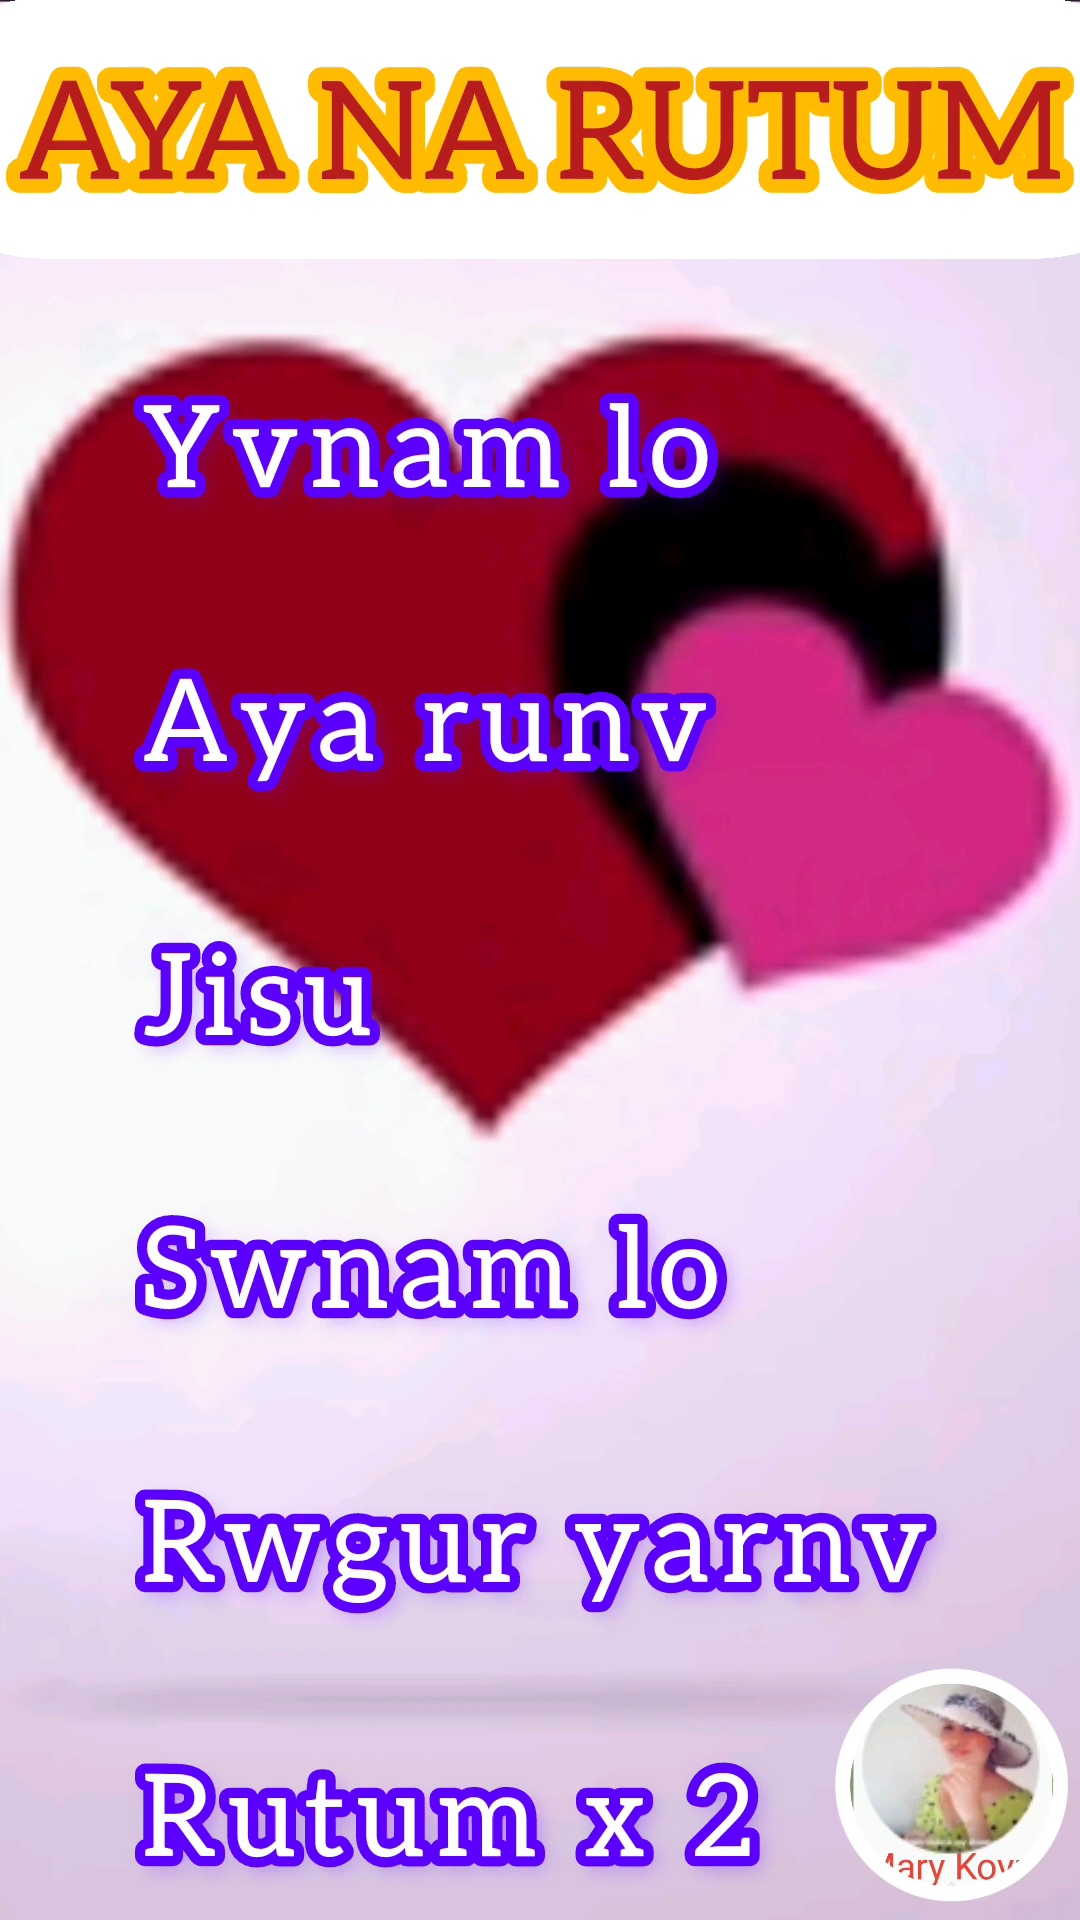 AYA NA RUTUM
Yvnam lo
Aya runv
Jisu
Swnam lo
Rwgur yarnv
Rutum x 2